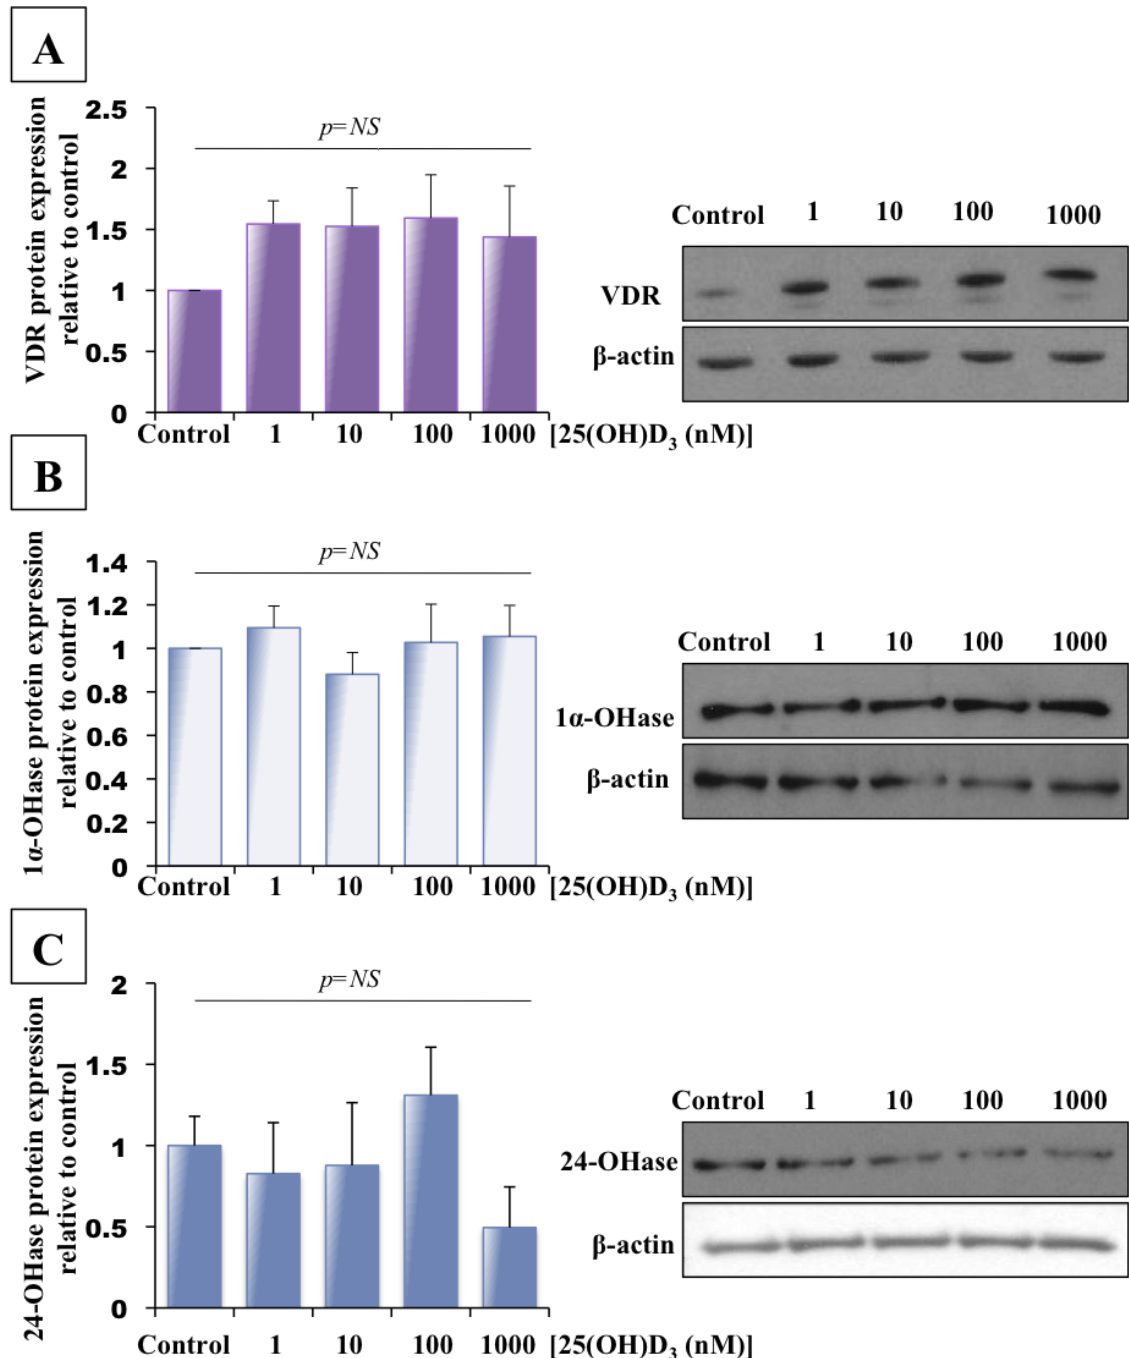 A
VDR protein expression
relative to control
2.5
2
1.5
1
0.5
0
p=NS
Control 1 10 100 1000 [25(OH)D₃ (nM)]
Control 1 10 100 1000
VDR
β-actin
B
1α-OHase protein expression
relative to control
1.4
1.2
1
0.8
0.6
0.4
0.2
0
p=NS
Control 1 10 100 1000 [25(OH)D₃ (nM)]
Control 1 10 100 1000
1α-OHase
β-actin
C
24-OHase protein expression
relative to control
2
1.5
1
0.5
0
p=NS
Control 1 10 100 1000 [25(OH)D₃ (nM)]
Control 1 10 100 1000
24-OHase
β-actin